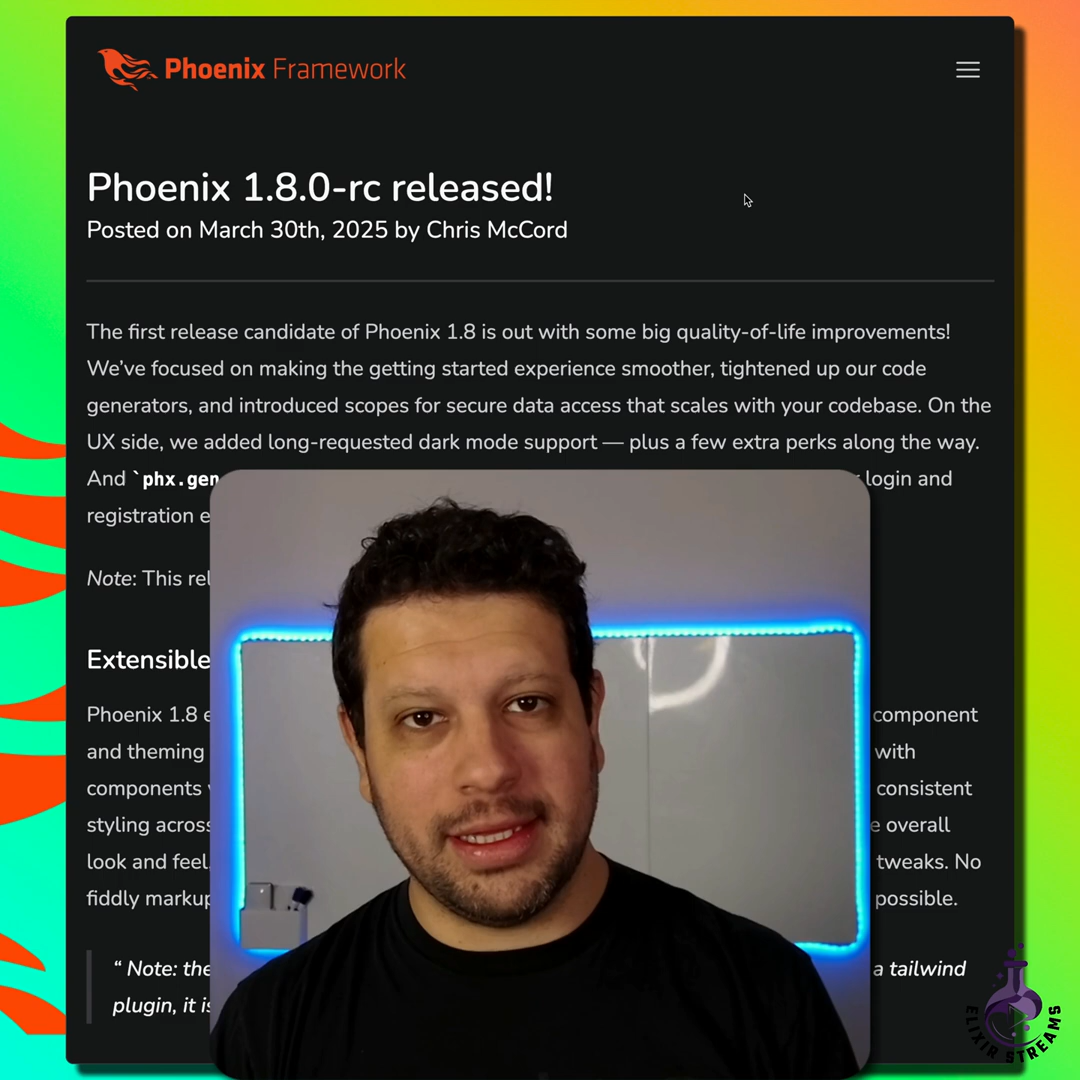 Phoenix Framework
Phoenix 1.8.0-rc released!
Posted on March 30th, 2025 by Chris McCord
The first release candidate of Phoenix 1.8 is out with some big quality-of-life improvements!
We’ve focused on making the getting started experience smoother, tightened up our code
generators, and introduced scopes for secure data access that scales with your codebase. On the
UX side, we added long-requested dark mode support — plus a few extra perks along the way.
And `phx.gen login and
registration e
Note: This rel
Extensible
Phoenix 1.8 e component
and theming with
components consistent
styling across e overall
look and feel, tweaks. No
fiddly markup possible.
“ Note: the a tailwind
plugin, it is
ELIXIR STREAMS